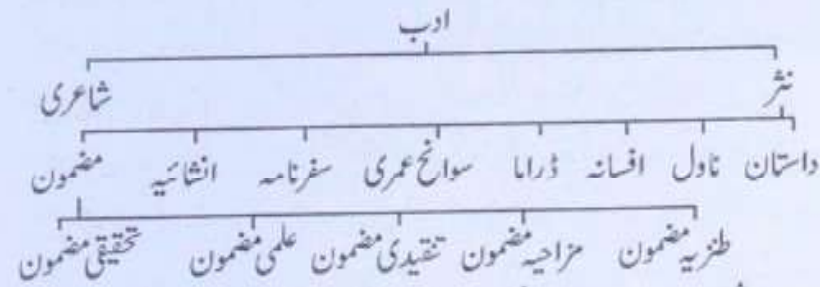 ادب
نثر شاعری
داستان ناول افسانہ ڈراما سوانح عمری سفرنامہ انشائیہ مضمون
طنزیہ مضمون مزاحیہ مضمون تنقیدی مضمون علمی مضمون تحقیقی مضمون